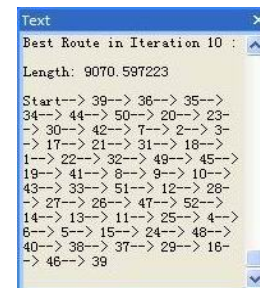 Text
Best Route in Iteration 10 :
Length: 9070.597223
Start--> 39--> 36--> 35-->
34--> 44--> 50--> 20--> 23-
-> 30--> 42--> 7--> 2--> 3-
-> 17--> 21--> 31--> 18-->
1--> 22--> 32--> 49--> 45-->
19--> 41--> 8--> 9--> 10-->
43--> 33--> 51--> 12--> 28-
-> 27--> 26--> 47--> 52-->
14--> 13--> 11--> 25--> 4-->
6--> 5--> 15--> 24--> 48-->
40--> 38--> 37--> 29--> 16-
-> 46--> 39